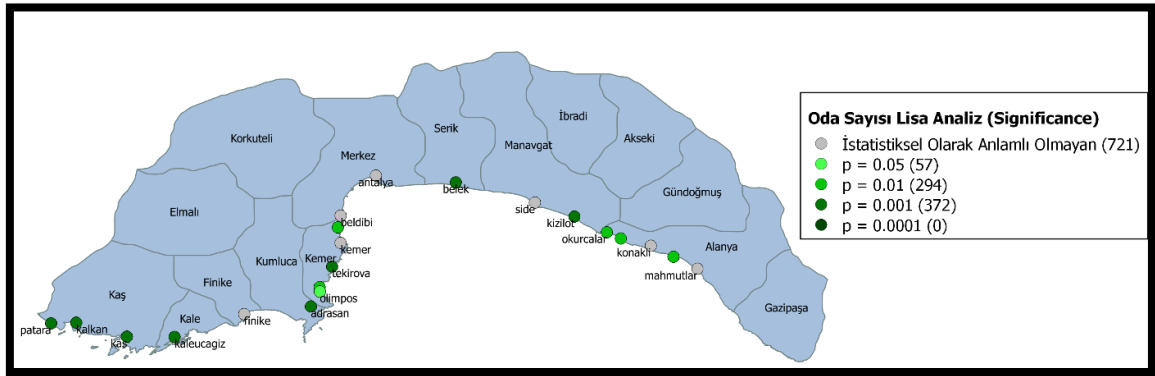 Oda Sayısı Lisa Analiz (Significance)
İstatistiksel Olarak Anlamlı Olmayan (721)
p = 0.05 (57)
p = 0.01 (294)
p = 0.001 (372)
p = 0.0001 (0)
İbradi
Serik
Akseki
Korkuteli
Manavgat
Merkez
antalya
belek
Gündoğmuş
Elmalı
side
kizilot
beldibi
okurcalar
kemer
konakli
Alanya
Kumluca
Kemer
tekirova
mahmutlar
Finike
Kaş
olimpos
Gazipaşa
adrasan
Kale
finike
patara
kalkan
Kaş
kaleucagiz